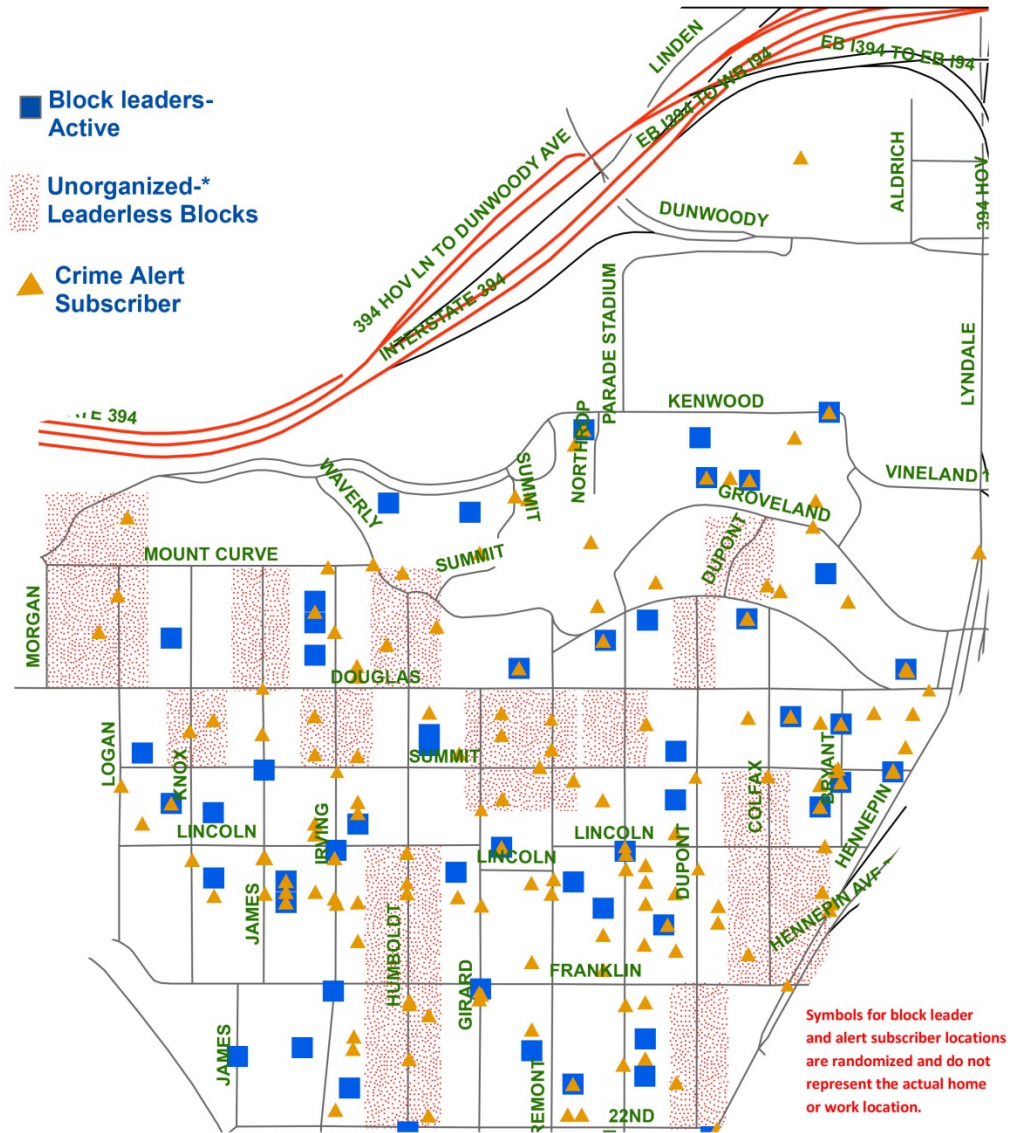 Block leaders-
Active
Unorganized-*
Leaderless Blocks
Crime Alert
Subscriber
LINDEN
EB I394 TO EB I94
EB I394 TO WB I94
394 HOV LN TO DUNWOODY AVE
ALDRICH
394 HOV
DUNWOODY
INTERSTATE 394
PARADE STADIUM
LYNDALE
KENWOOD
TE 394
NORTHROP
SUMMIT
WAVERLY
VINELAND
GROVELAND
MOUNT CURVE
SUMMIT
DUPONT
MORGAN
DOUGLAS
LOGAN
KNOX
SUMMIT
COLFAX
BRYANT
HENNEPIN
LINCOLN
IRVING
LINCOLN
LINCOLN
DUPONT
JAMES
HUMBOLDT
HENNEPIN AVE
GIRARD
FRANKLIN
JAMES
REMONT
22ND
Symbols for block leader
and alert subscriber locations
are randomized and do not
represent the actual home
or work location.